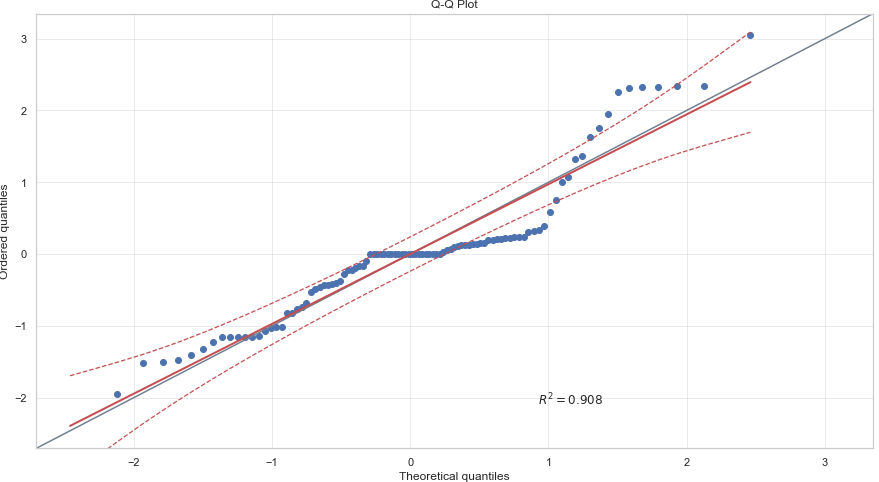 Q-Q Plot
Ordered quantiles
3
2
1
0
−1
−2
R² = 0.908
−2 −1 0 1 2 3
Theoretical quantiles